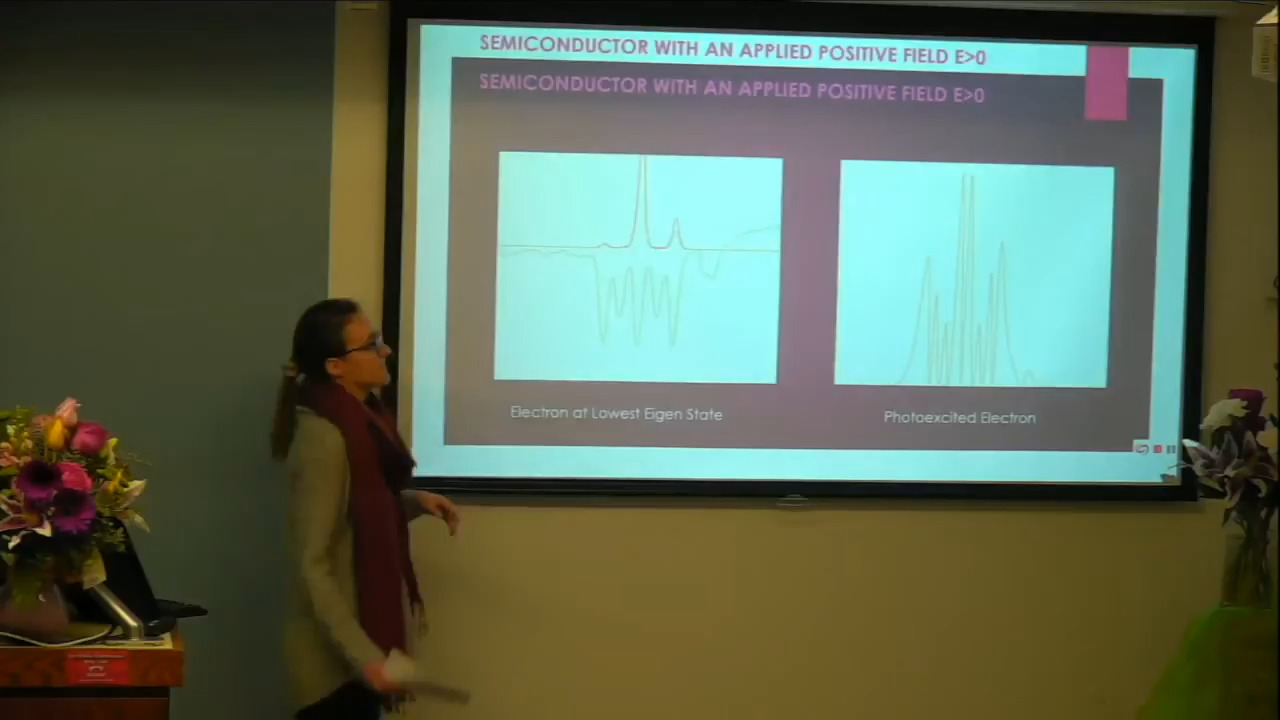 SEMICONDUCTOR WITH AN APPLIED POSITIVE FIELD E>0
SEMICONDUCTOR WITH AN APPLIED POSITIVE FIELD E>0
Electron at Lowest Eigen State
Photoexcited Electron